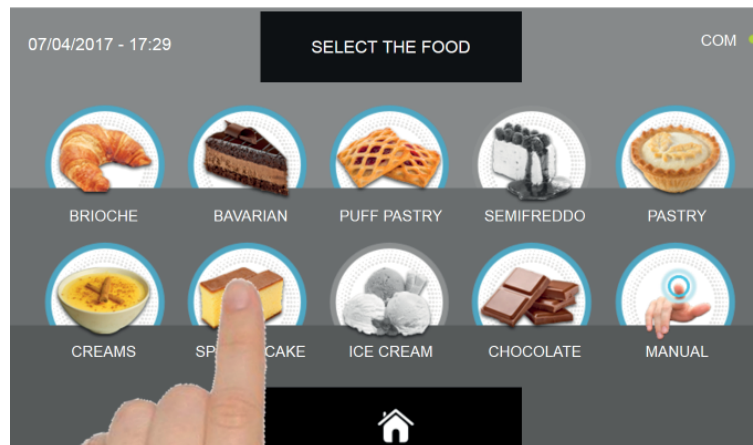 07/04/2017 - 17:29
SELECT THE FOOD
COM
BRIOCHE
BAVARIAN
PUFF PASTRY
SEMIFREDDO
PASTRY
CREAMS
SP CAKE
ICE CREAM
CHOCOLATE
MANUAL